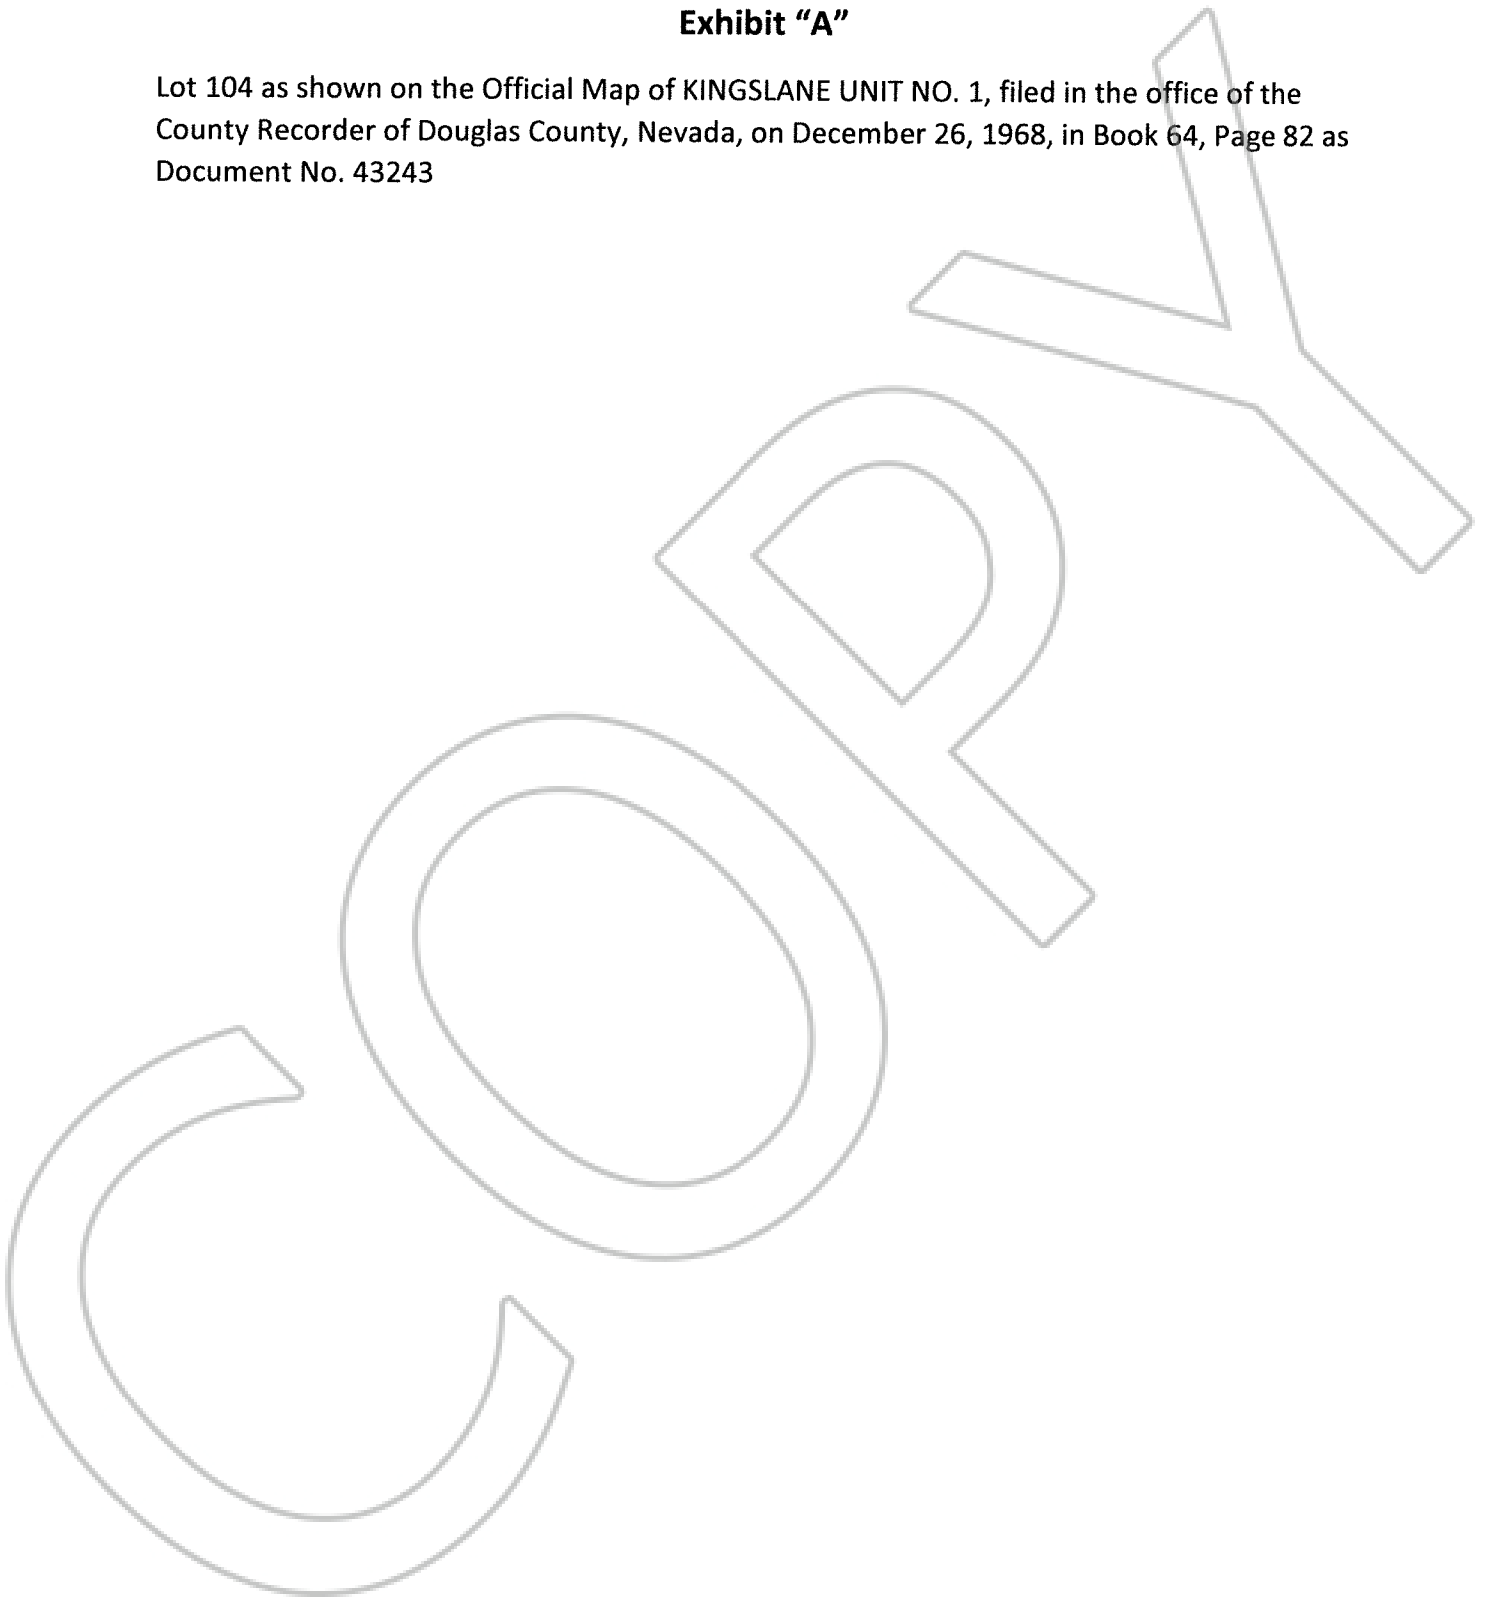 Exhibit “A”
Lot 104 as shown on the Official Map of KINGSLANE UNIT NO. 1, filed in the office of the
County Recorder of Douglas County, Nevada, on December 26, 1968, in Book 64, Page 82 as
Document No. 43243
COPY